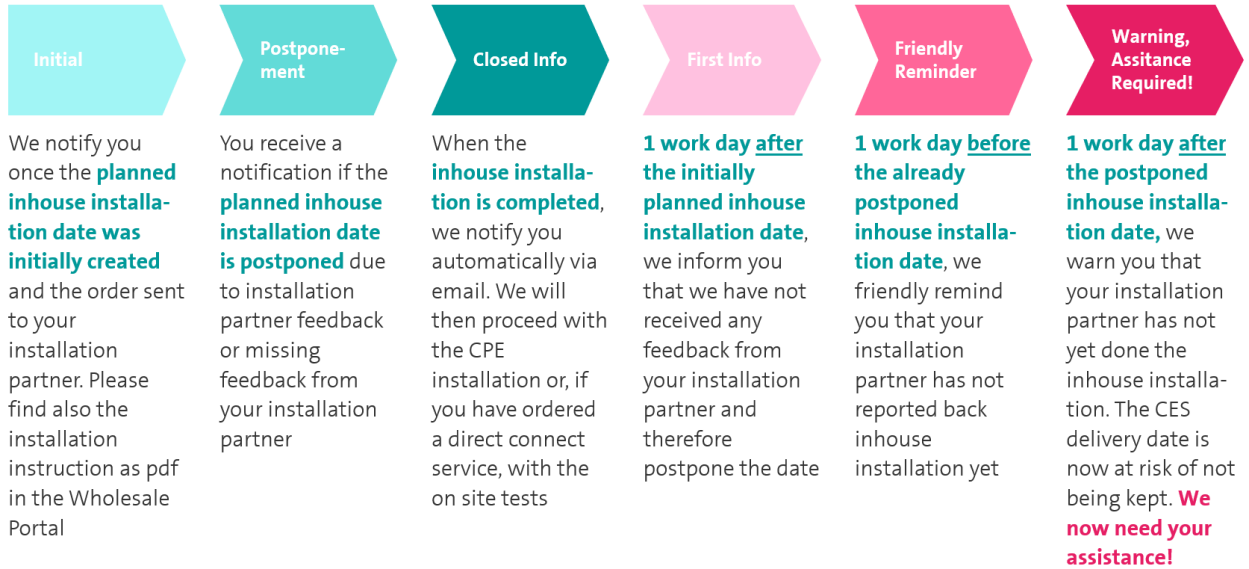 Initial
We notify you
once the planned
inhouse installa-
tion date was
initially created
and the order sent
to your
installation
partner. Please
find also the
installation
instruction as pdf
in the Wholesale
Portal
Postpone-
ment
You receive a
notification if the
planned inhouse
installation date
is postponed due
to installation
partner feedback
or missing
feedback from
your installation
partner
Closed Info
When the
inhouse installa-
tion is completed,
we notify you
automatically via
email. We will
then proceed with
the CPE
installation or, if
you have ordered
a direct connect
service, with the
on site tests
First Info
1 work day after
the initially
planned inhouse
installation date,
we inform you
that we have not
received any
feedback from
your installation
partner and
therefore
postpone the date
Friendly
Reminder
1 work day before
the already
postponed
inhouse installa-
tion date, we
friendly remind
you that your
installation
partner has not
reported back
inhouse
installation yet
Warning,
Assitance
Required!
1 work day after
the postponed
inhouse installa-
tion date, we
warn you that
your installation
partner has not
yet done the
inhouse installa-
tion. The CES
delivery date is
now at risk of not
being kept. We
now need your
assistance!